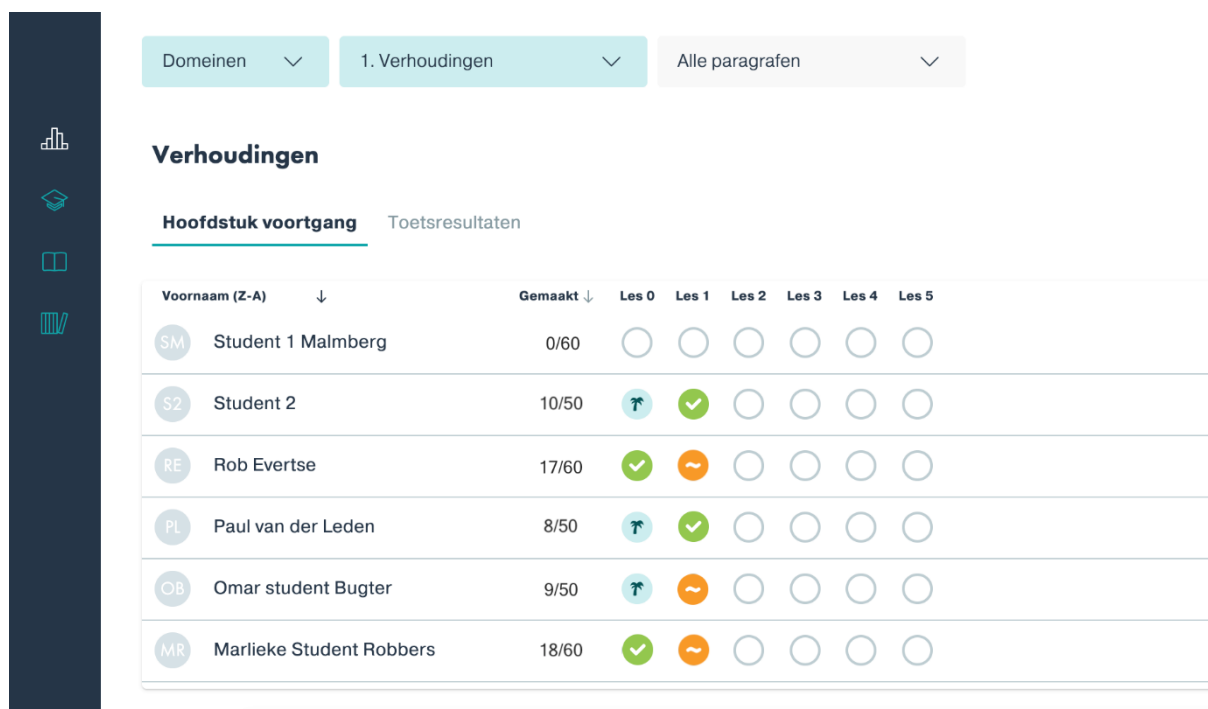 Domeinen 1. Verhoudingen Alle paragrafen
Verhoudingen
Hoofdstuk voortgang Toetsresultaten
Voornaam (Z-A) Gemaakt Les 0 Les 1 Les 2 Les 3 Les 4 Les 5
SM Student 1 Malmberg 0/60
S2 Student 2 10/50
RE Rob Evertse 17/60
PL Paul van der Leden 8/50
OB Omar student Bugter 9/50
MR Marlieke Student Robbers 18/60